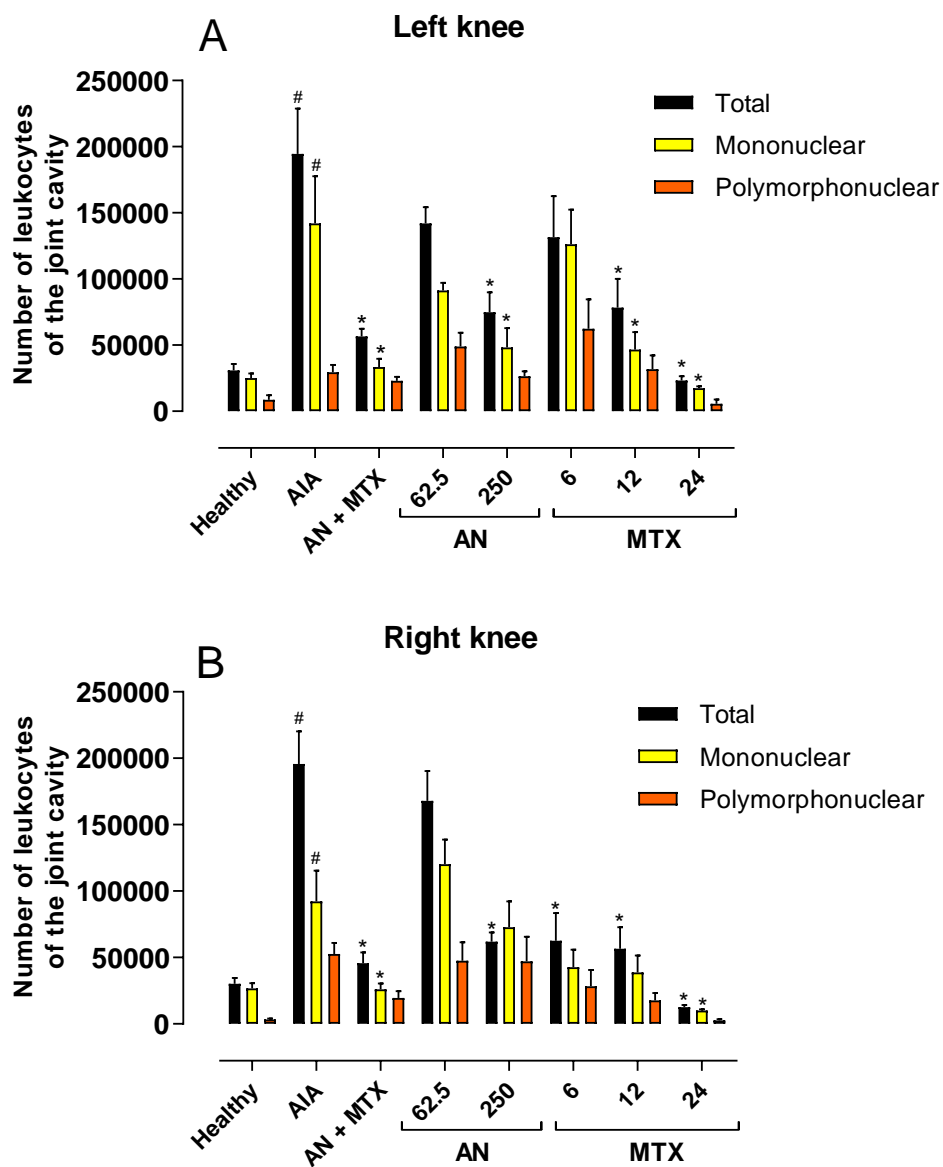 A
Left knee
Number of leukocytes
of the joint cavity
250000
200000
150000
100000
50000
0
Total
Mononuclear
Polymorphonuclear
#
#
*
*
*
*
*
*
*
*
Healthy
AIA
AN + MTX
62.5
250
6
12
24
AN
MTX
B
Right knee
Number of leukocytes
of the joint cavity
250000
200000
150000
100000
50000
0
Total
Mononuclear
Polymorphonuclear
#
#
*
*
*
*
*
*
*
Healthy
AIA
AN + MTX
62.5
250
6
12
24
AN
MTX